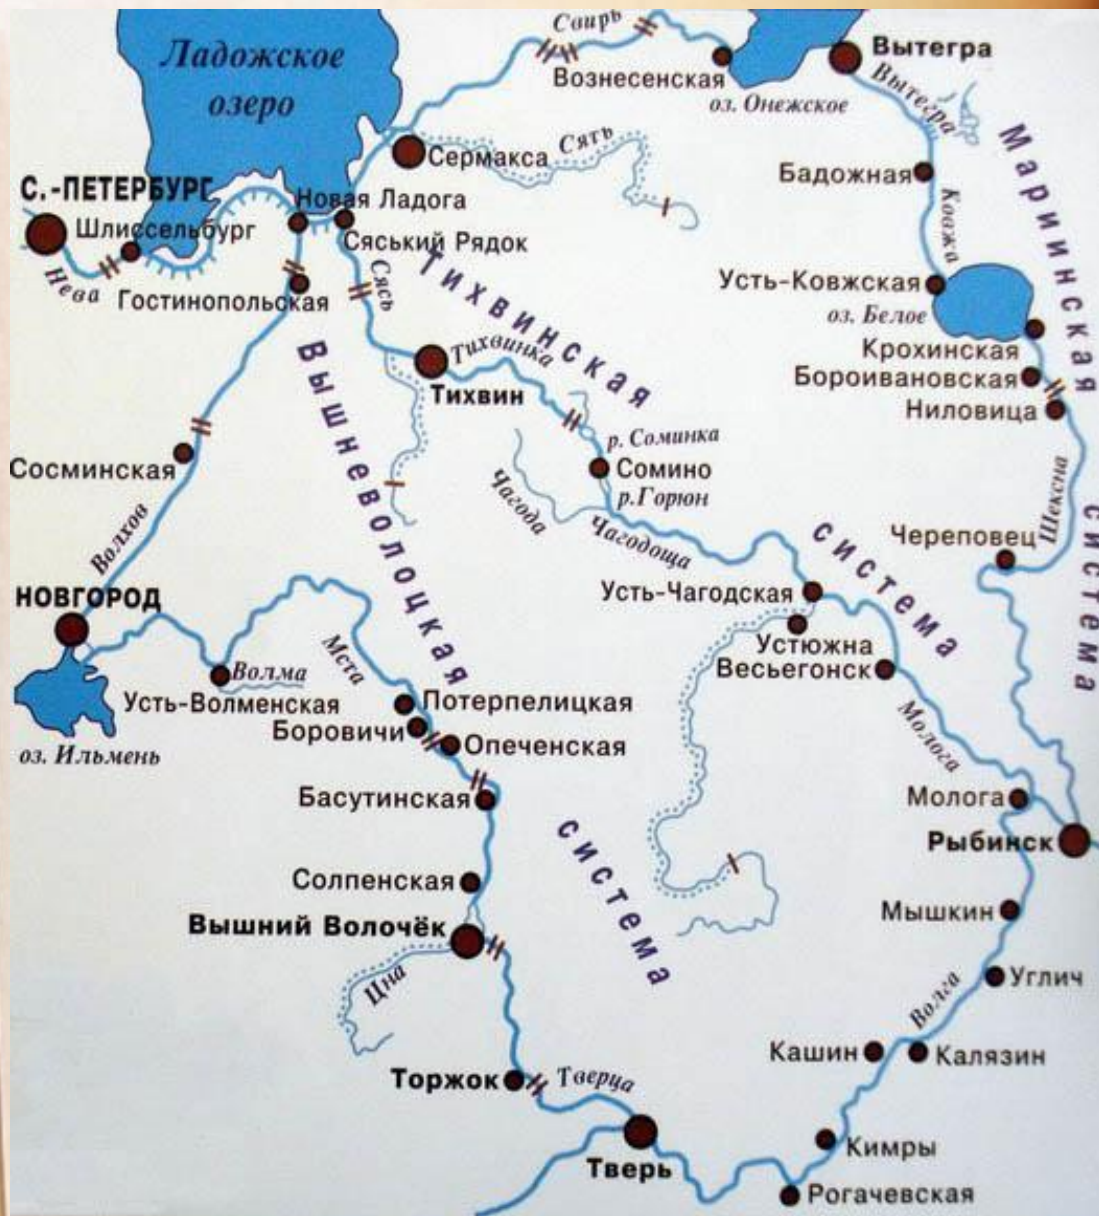 Ладожское
озеро
Свирь
Вознесенская
оз. Онежское
Вытегра
Вытегра
Сермакса
Сять
Бадожная
Мариинская
система
С.-ПЕТЕРБУРГ
Шлиссельбург
Нева
Новая Ладога
Сяський Рядок
Гостинопольская
Сясь
Ковжа
Усть-Ковжская
оз. Белое
Крохинская
Бороивановская
Ниловица
Тихвинская
система
Тихвинка
Тихвин
Вышневолоцкая
система
р. Соминка
Сомино
р.Горюн
Чагода
Чагодоща
Сосминская
Волхов
Шексна
Череповец
НОВГОРОД
Усть-Чагодская
Устюжна
Весьегонск
Волма
Усть-Волменская
Мста
Потерпелицкая
Боровичи
Опеченская
оз. Ильмень
Басутинская
Молога
Молога
Рыбинск
Солпенская
Вышний Волочёк
Мышкин
Цна
Углич
Волга
Кашин
Калязин
Торжок
Тверца
Кимры
Тверь
Рогачевская